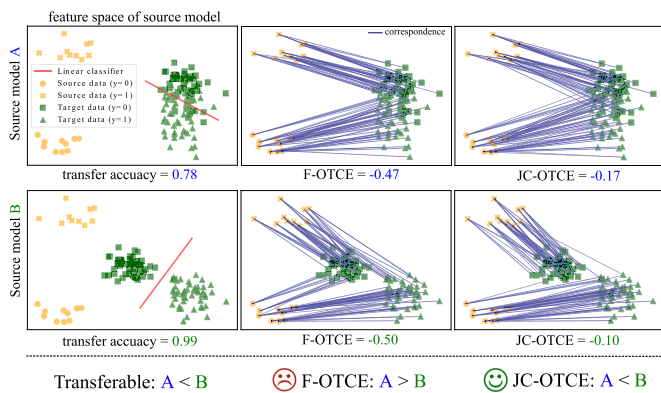 feature space of source model
Source model A
Linear classifier
Source data (y=0)
Source data (y=1)
Target data (y=0)
Target data (y=1)
correspondence
transfer accuacy = 0.78
F-OTCE = -0.47
JC-OTCE = -0.17
Source model B
transfer accuacy = 0.99
F-OTCE = -0.50
JC-OTCE = -0.10
Transferable: A < B
F-OTCE: A > B
JC-OTCE: A < B